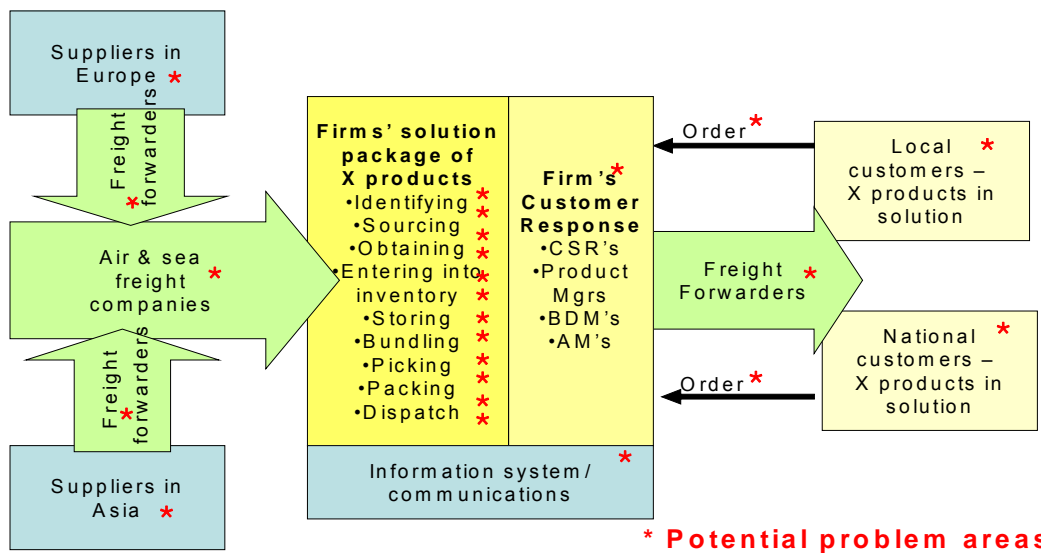 Suppliers in
Europe *
Freight
forwarders
*
Air & sea
freight *
companies
Freight
forwarders
*
Suppliers in
Asia *
Firms' solution
package of
X products
•Identifying *
•Sourcing *
•Obtaining *
•Entering into *
inventory *
•Storing *
•Bundling *
•Picking *
•Packing *
•Dispatch *
Firm's *
Customer
Response
•CSR's
•Product
Mgrs
•BDM's
•AM's
Information system/ *
communications
Order *
Freight
Forwarders *
Order *
Local *
customers –
X products in
solution
National *
customers –
X products in
solution
* Potential problem areas